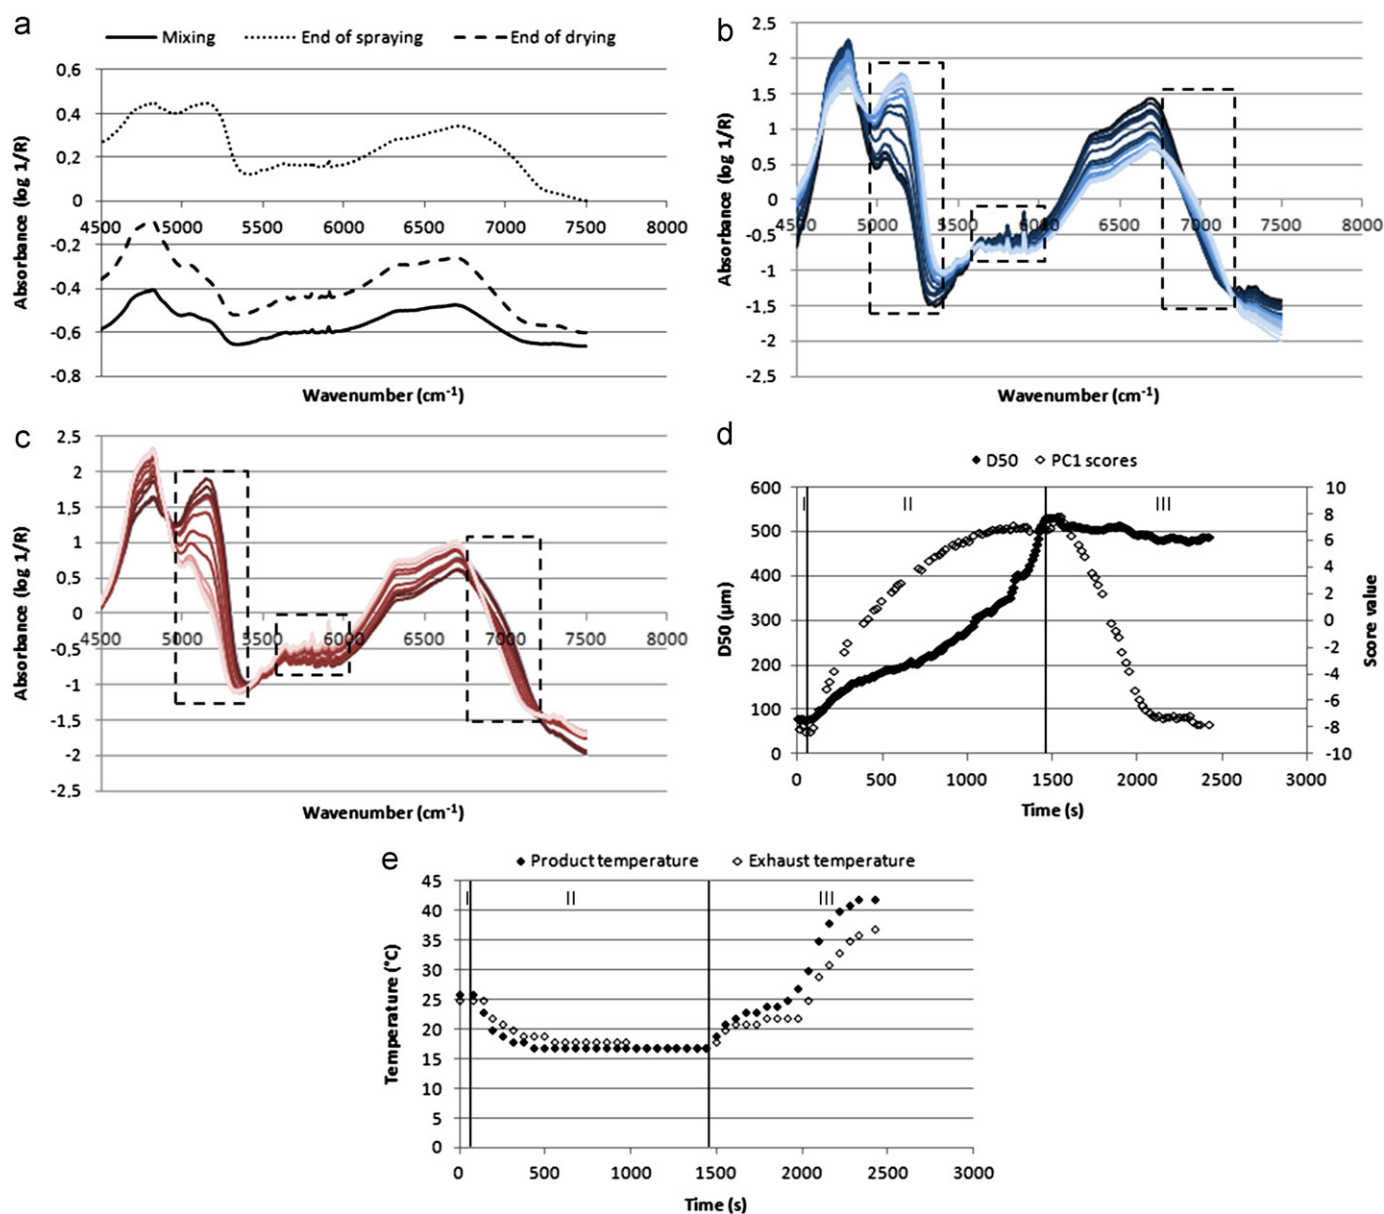 a
Mixing End of spraying End of drying
0,6
0,4
0,2
0
-0,2
-0,4
-0,6
-0,8
4500 5000 5500 6000 6500 7000 7500 8000
Absorbance (log 1/R)
Wavenumber (cm-1)
b
2.5
2
1.5
1
0.5
0
-0.5
-1
-1.5
-2
-2.5
4500 5000 5500 6000 6500 7000 7500 8000
Absorbance (log 1/R)
Wavenumber (cm-1)
c
2.5
2
1.5
1
0.5
0
-0.5
-1
-1.5
-2
-2.5
4500 5000 5500 6000 6500 7000 7500 8000
Absorbance (log 1/R)
Wavenumber (cm-1)
d
D50 PC1 scores
I II III
600
500
400
300
200
100
0
D50 (µm)
10
8
6
4
2
0
-2
-4
-6
-8
-10
Score value
0 500 1000 1500 2000 2500 3000
Time (s)
e
Product temperature Exhaust temperature
I II III
45
40
35
30
25
20
15
10
5
0
Temperature (°C)
0 500 1000 1500 2000 2500 3000
Time (s)